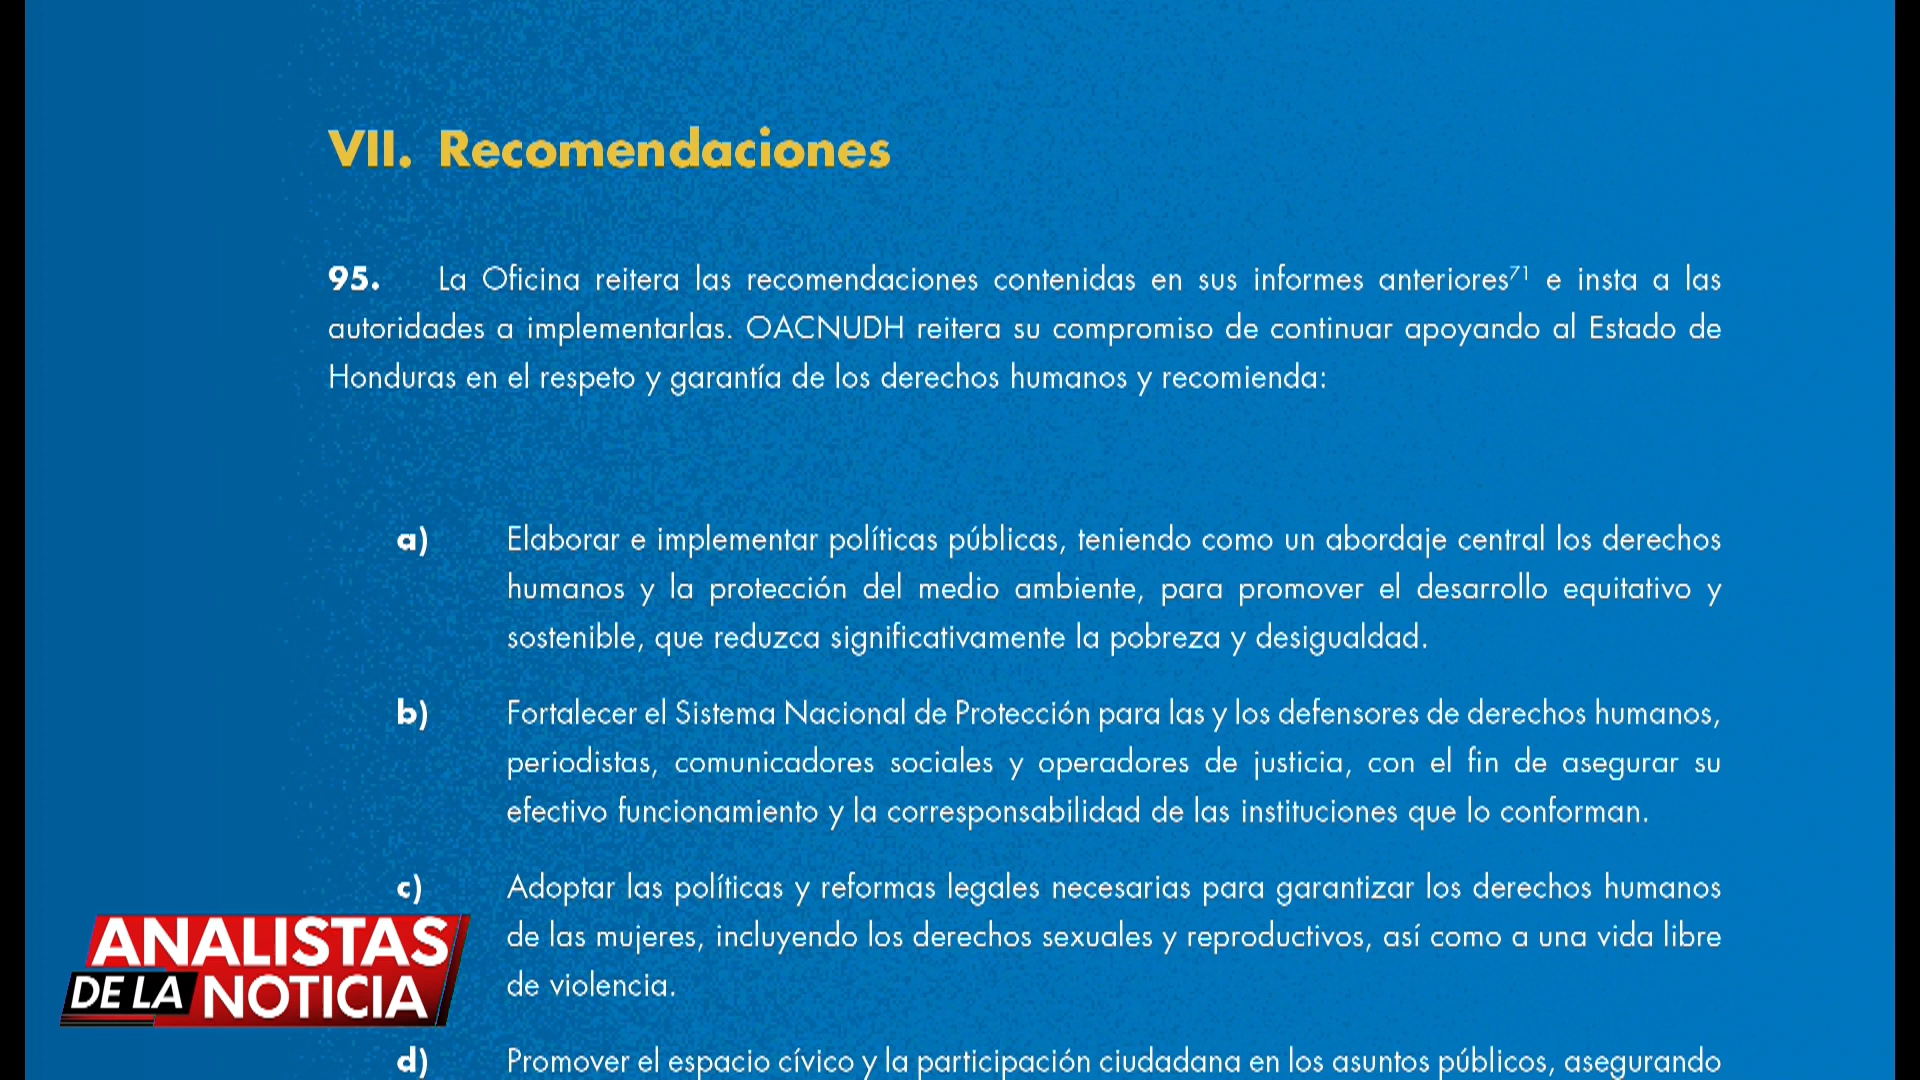 VII. Recomendaciones
95. La Oficina reitera las recomendaciones contenidas en sus informes anteriores71 e insta a las
autoridades a implementarlas. OACNUDH reitera su compromiso de continuar apoyando al Estado de
Honduras en el respeto y garantía de los derechos humanos y recomienda:
a) Elaborar e implementar políticas públicas, teniendo como un abordaje central los derechos
humanos y la protección del medio ambiente, para promover el desarrollo equitativo y
sostenible, que reduzca significativamente la pobreza y desigualdad.
b) Fortalecer el Sistema Nacional de Protección para las y los defensores de derechos humanos,
periodistas, comunicadores sociales y operadores de justicia, con el fin de asegurar su
efectivo funcionamiento y la corresponsabilidad de las instituciones que lo conforman.
c) Adoptar las políticas y reformas legales necesarias para garantizar los derechos humanos
de las mujeres, incluyendo los derechos sexuales y reproductivos, así como a una vida libre
de violencia.
d) Promover el espacio cívico y la participación ciudadana en los asuntos públicos, asegurando
ANALISTAS
DE LA NOTICIA